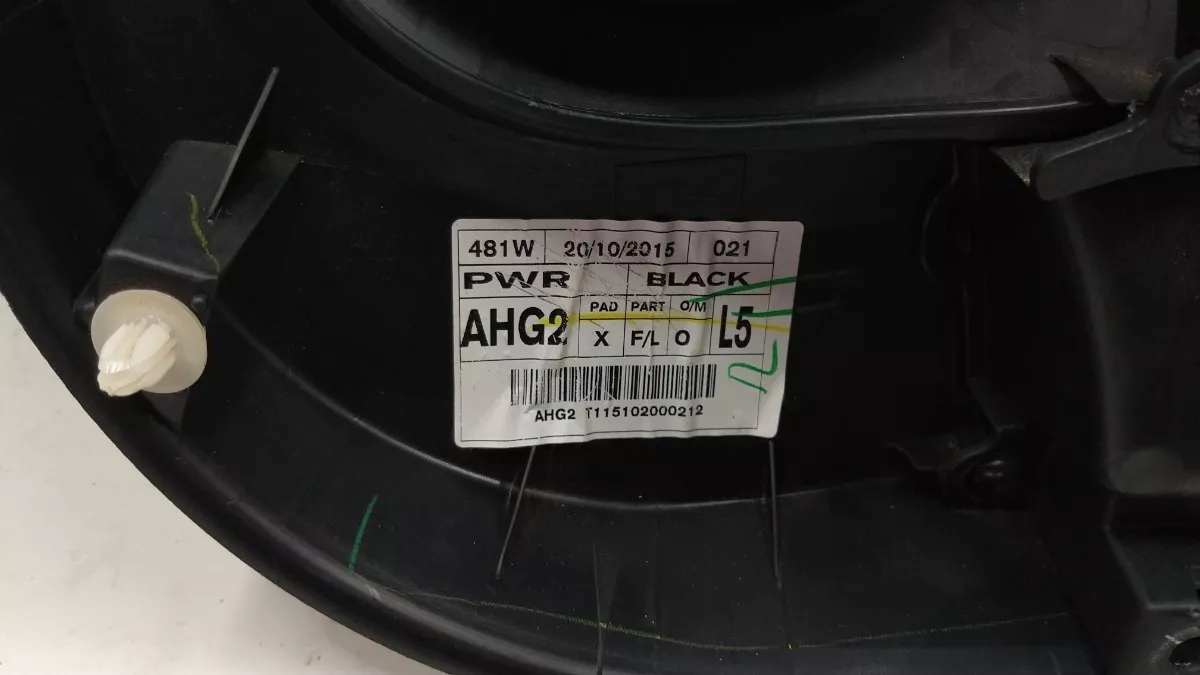 481W 20/10/2015 021
PWR BLACK
AHG2 PAD PART O/M L5
X F/L O
AHG2 T115102000212